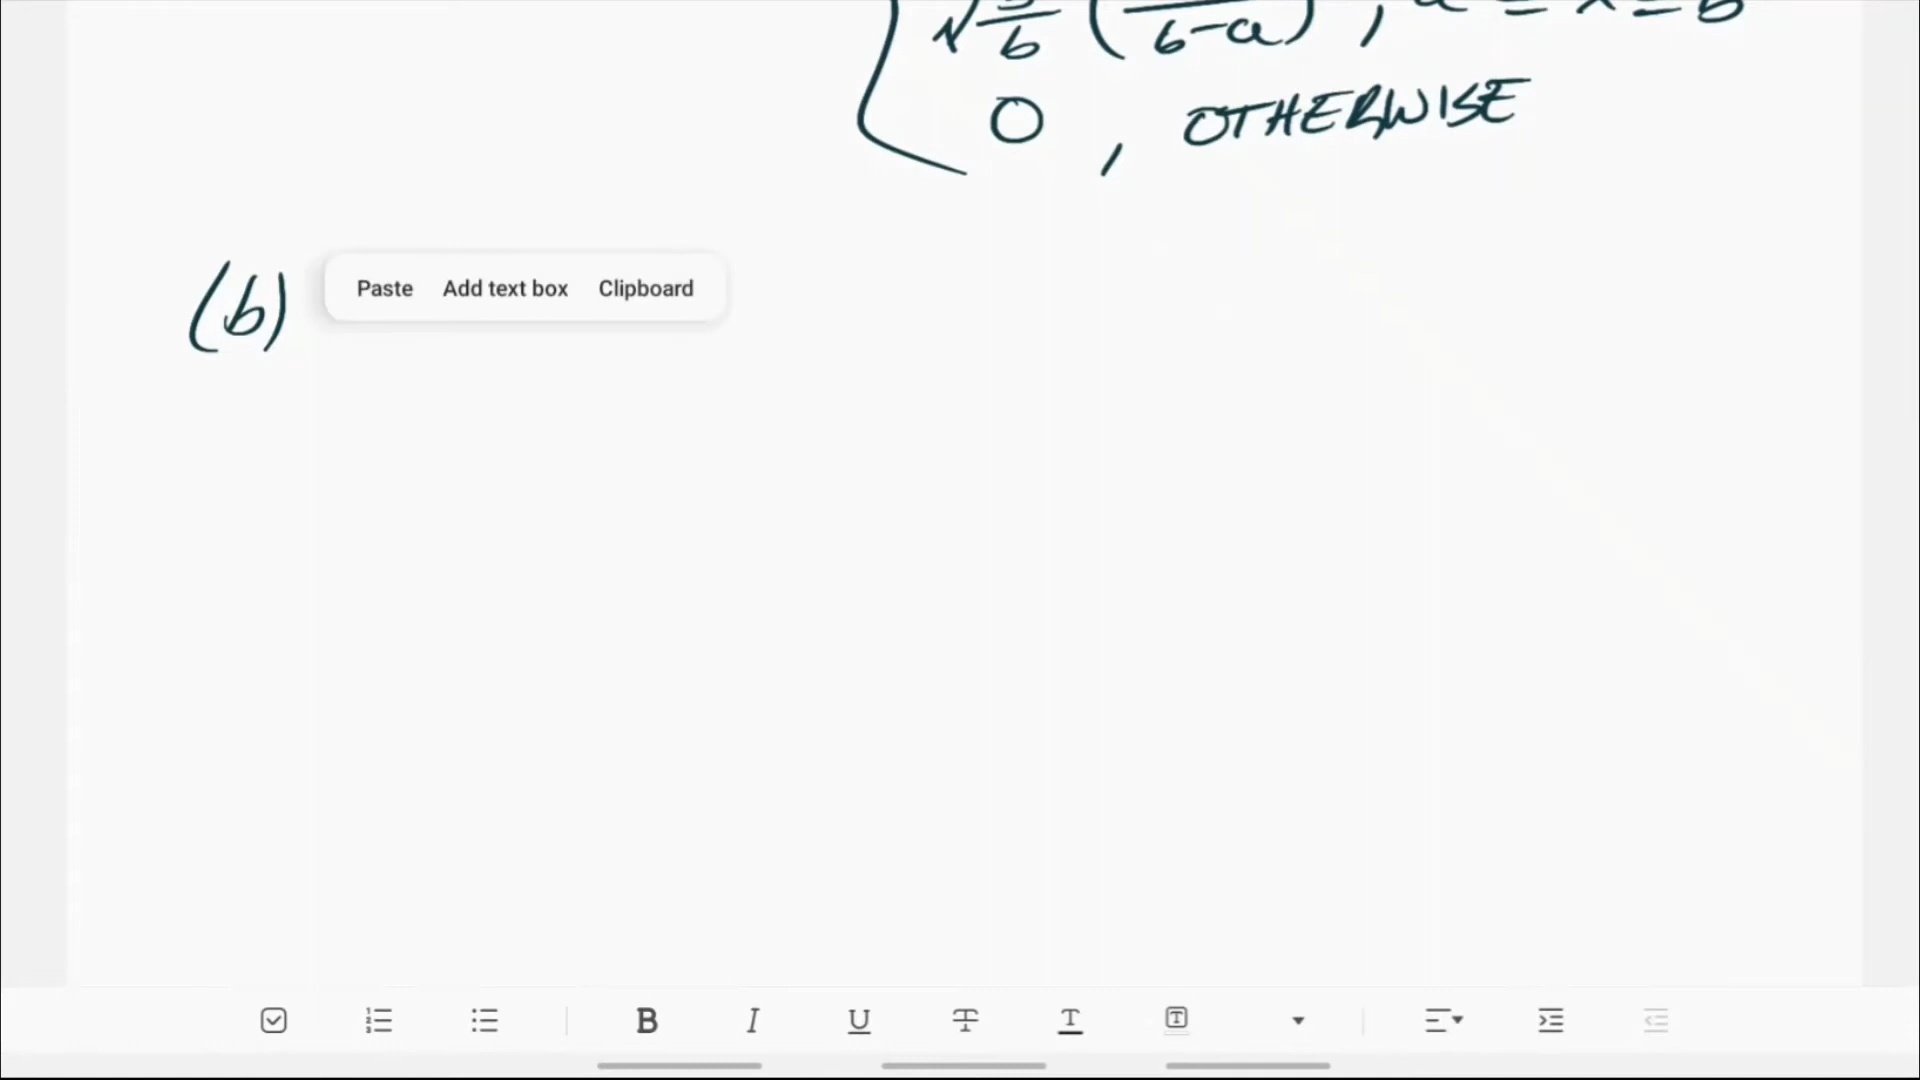 b-a
b
0 , OTHERWISE
(b)
Paste Add text box Clipboard
B I U T T T